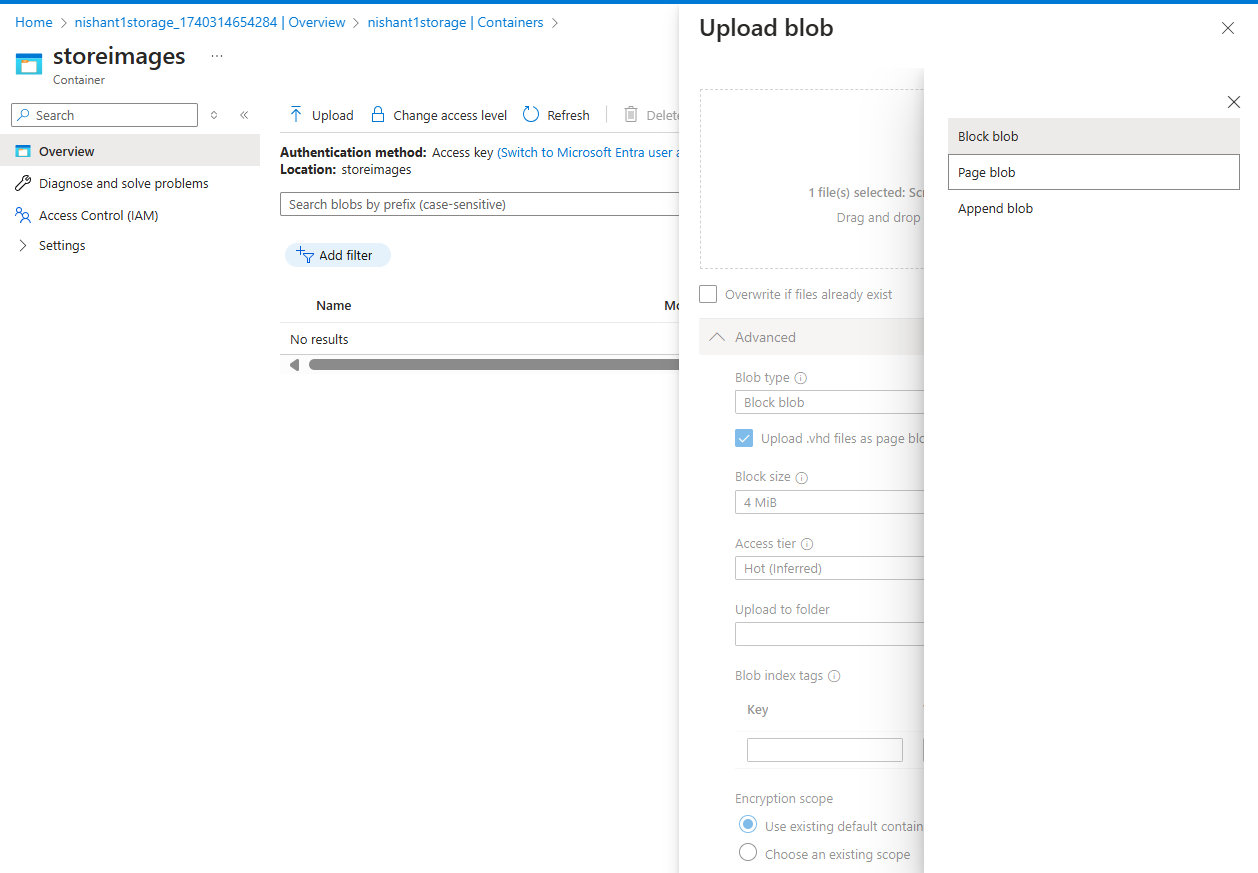 Home > nishant1storage_1740314654284 | Overview > nishant1storage | Containers >
storeimages ...
Container
Search
Overview
Diagnose and solve problems
Access Control (IAM)
Settings
Upload
Change access level
Refresh
Delete
Authentication method: Access key (Switch to Microsoft Entra user a
Location: storeimages
Search blobs by prefix (case-sensitive)
Add filter
Name
No results
Upload blob
1 file(s) selected: Scr
Drag and drop
Overwrite if files already exist
Advanced
Blob type
Block blob
Upload .vhd files as page blo
Block size
4 MiB
Access tier
Hot (Inferred)
Upload to folder
Blob index tags
Key
Encryption scope
Use existing default contain
Choose an existing scope
Block blob
Page blob
Append blob